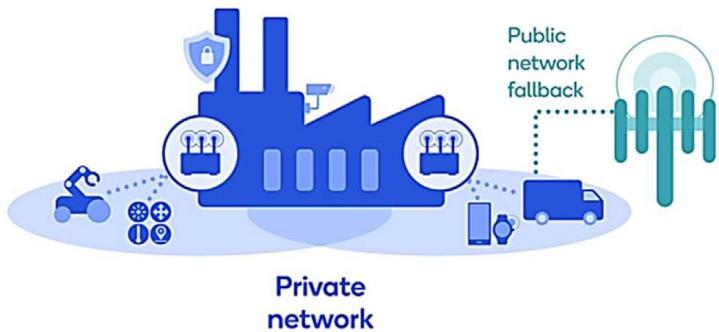 Public
network
fallback
Private
network